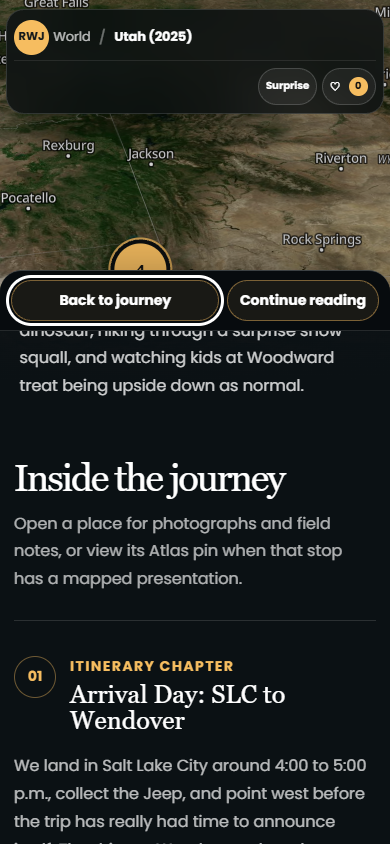 Great Falls
RWJ World / Utah (2025)
Surprise ♡ 0
Rexburg
Jackson
Riverton
Pocatello
Rock Springs
4
Back to journey
Continue reading
dinosaur, hiking through a surprise snow
squall, and watching kids at Woodward
treat being upside down as normal.
Inside the journey
Open a place for photographs and field
notes, or view its Atlas pin when that stop
has a mapped presentation.
01
ITINERARY CHAPTER
Arrival Day: SLC to
Wendover
We land in Salt Lake City around 4:00 to 5:00
p.m., collect the Jeep, and point west before
the trip has really had time to announce